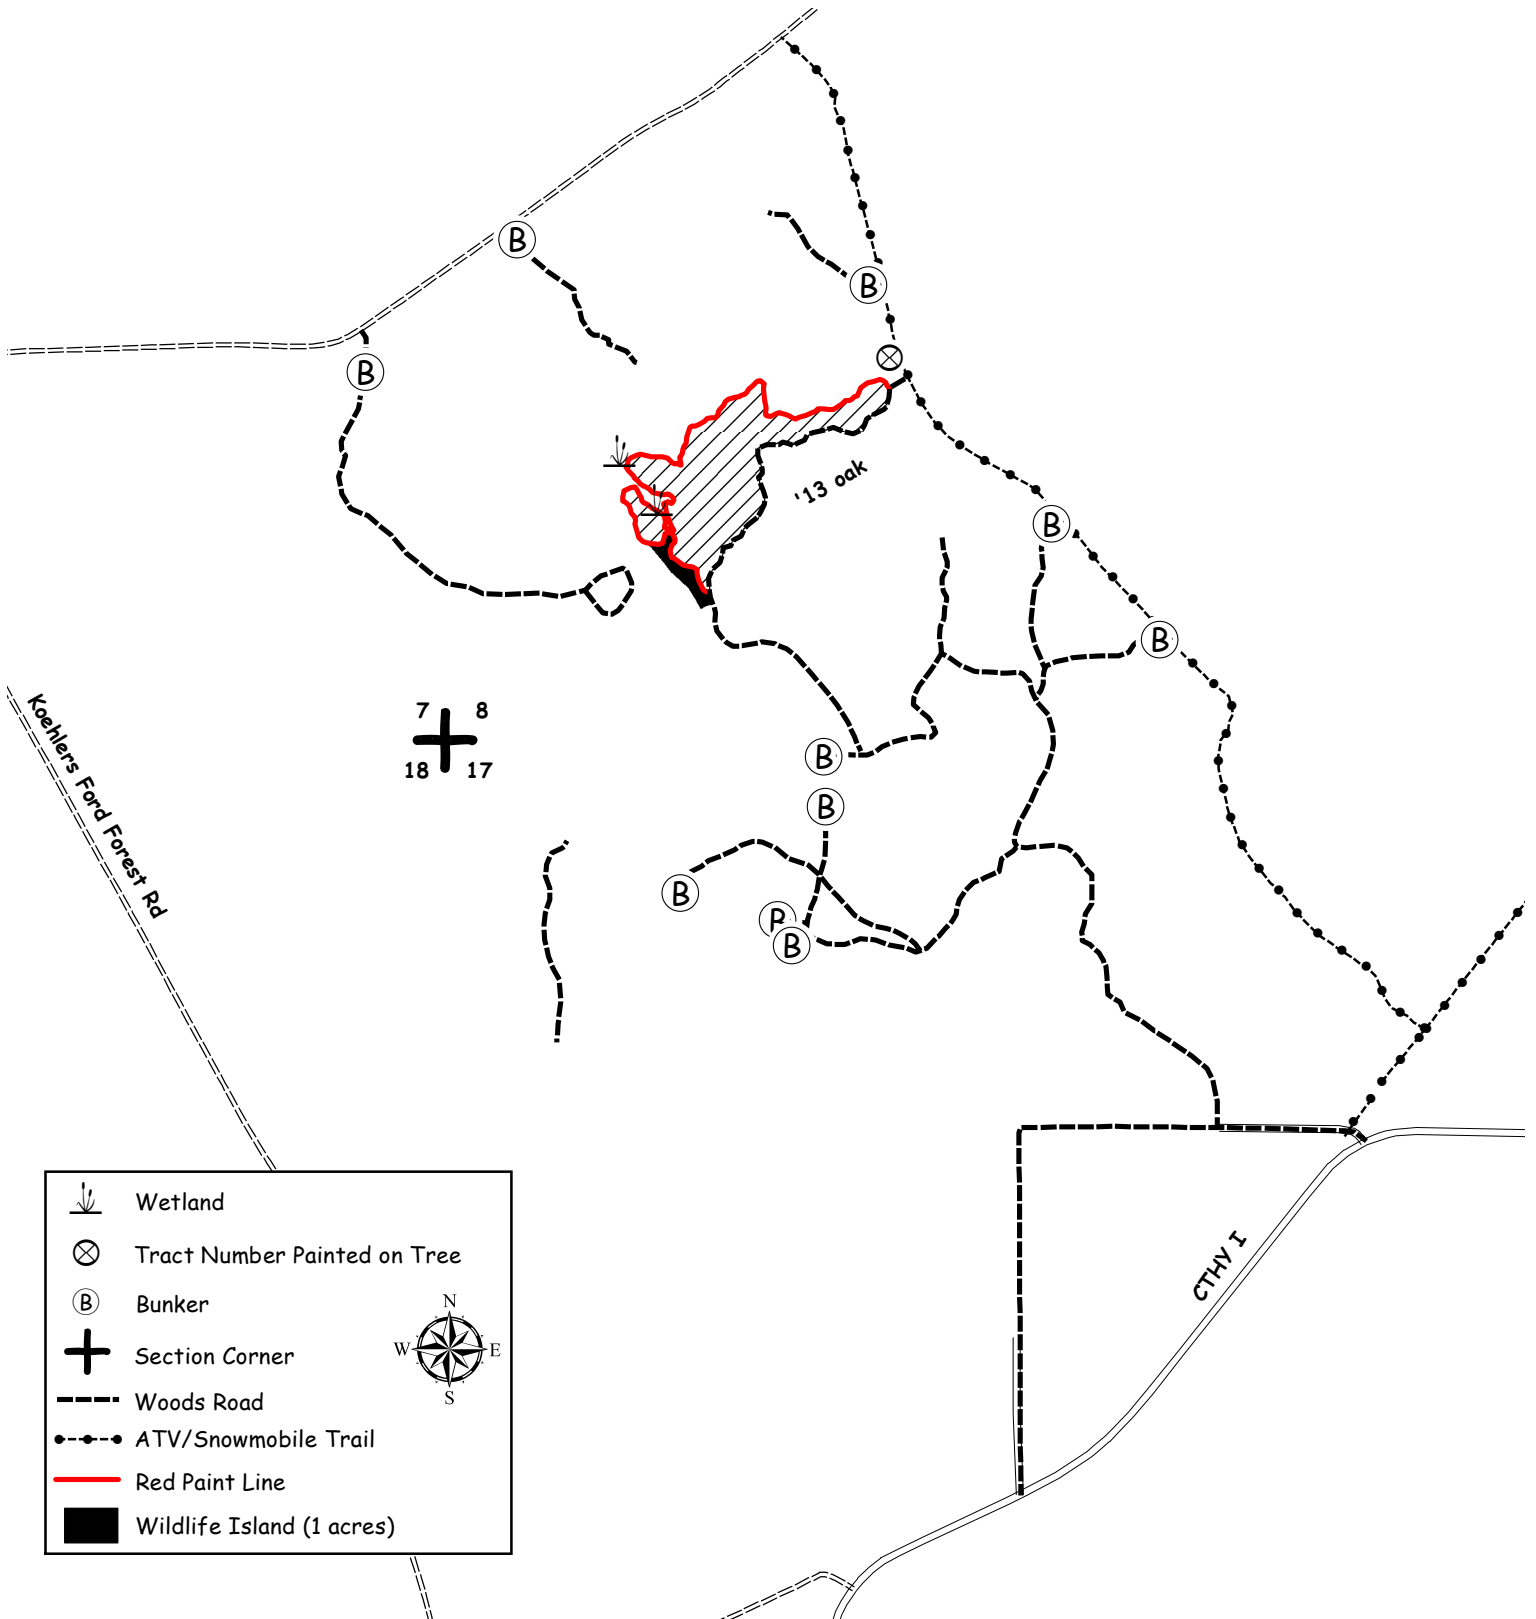 B
B
B
'13 oak
B
B
7 8
18 17
Koehlers Ford Forest Rd
B
B
B
B
B
CTHY I
Wetland
Tract Number Painted on Tree
B Bunker
Section Corner
Woods Road
ATV/Snowmobile Trail
Red Paint Line
Wildlife Island (1 acres)
N
W E
S